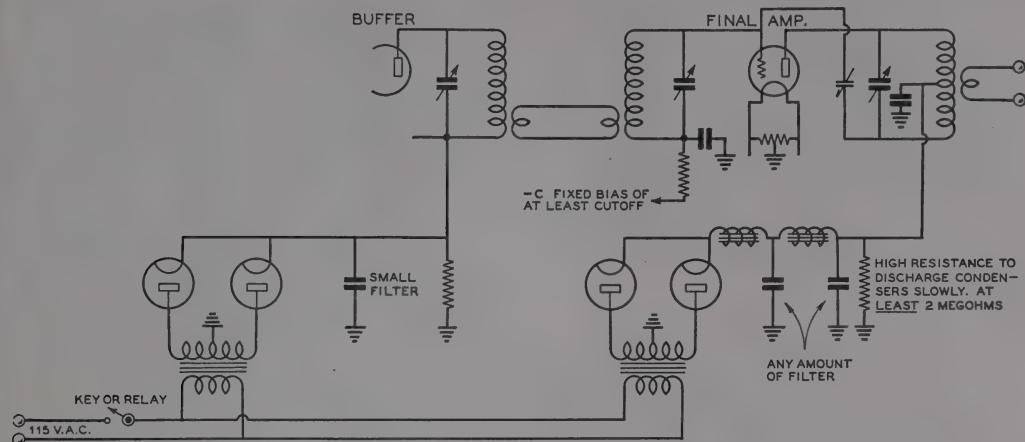 BUFFER
FINAL AMP.
-C FIXED BIAS OF
AT LEAST CUTOFF
SMALL
FILTER
HIGH RESISTANCE TO
DISCHARGE CONDEN-
SERS SLOWLY. AT
LEAST 2 MEGOHMS
ANY AMOUNT
OF FILTER
KEY OR RELAY
115 V.A.C.